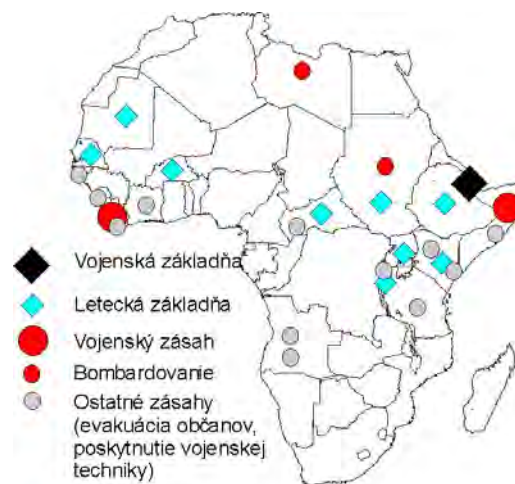 Vojenská základňa
Letecká základňa
Vojenský zásah
Bombardovanie
Ostatné zásahy
(evakuácia občanov,
poskytnutie vojenskej
techniky)